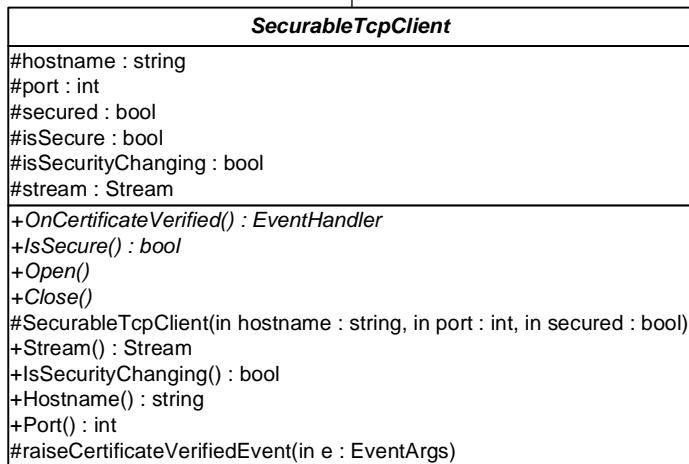 SecurableTcpClient
#hostname : string
#port : int
#secured : bool
#isSecure : bool
#isSecurityChanging : bool
#stream : Stream
+OnCertificateVerified() : EventHandler
+IsSecure() : bool
+Open()
+Close()
#SecurableTcpClient(in hostname : string, in port : int, in secured : bool)
+Stream() : Stream
+IsSecurityChanging() : bool
+Hostname() : string
+Port() : int
#raiseCertificateVerifiedEvent(in e : EventArgs)